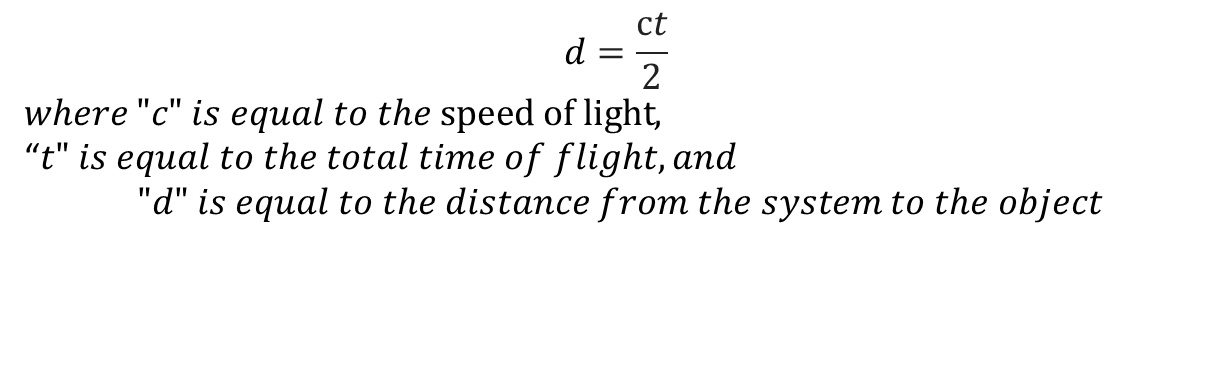 d = ct/2
where "c" is equal to the speed of light,
“t" is equal to the total time of flight, and
"d" is equal to the distance from the system to the object